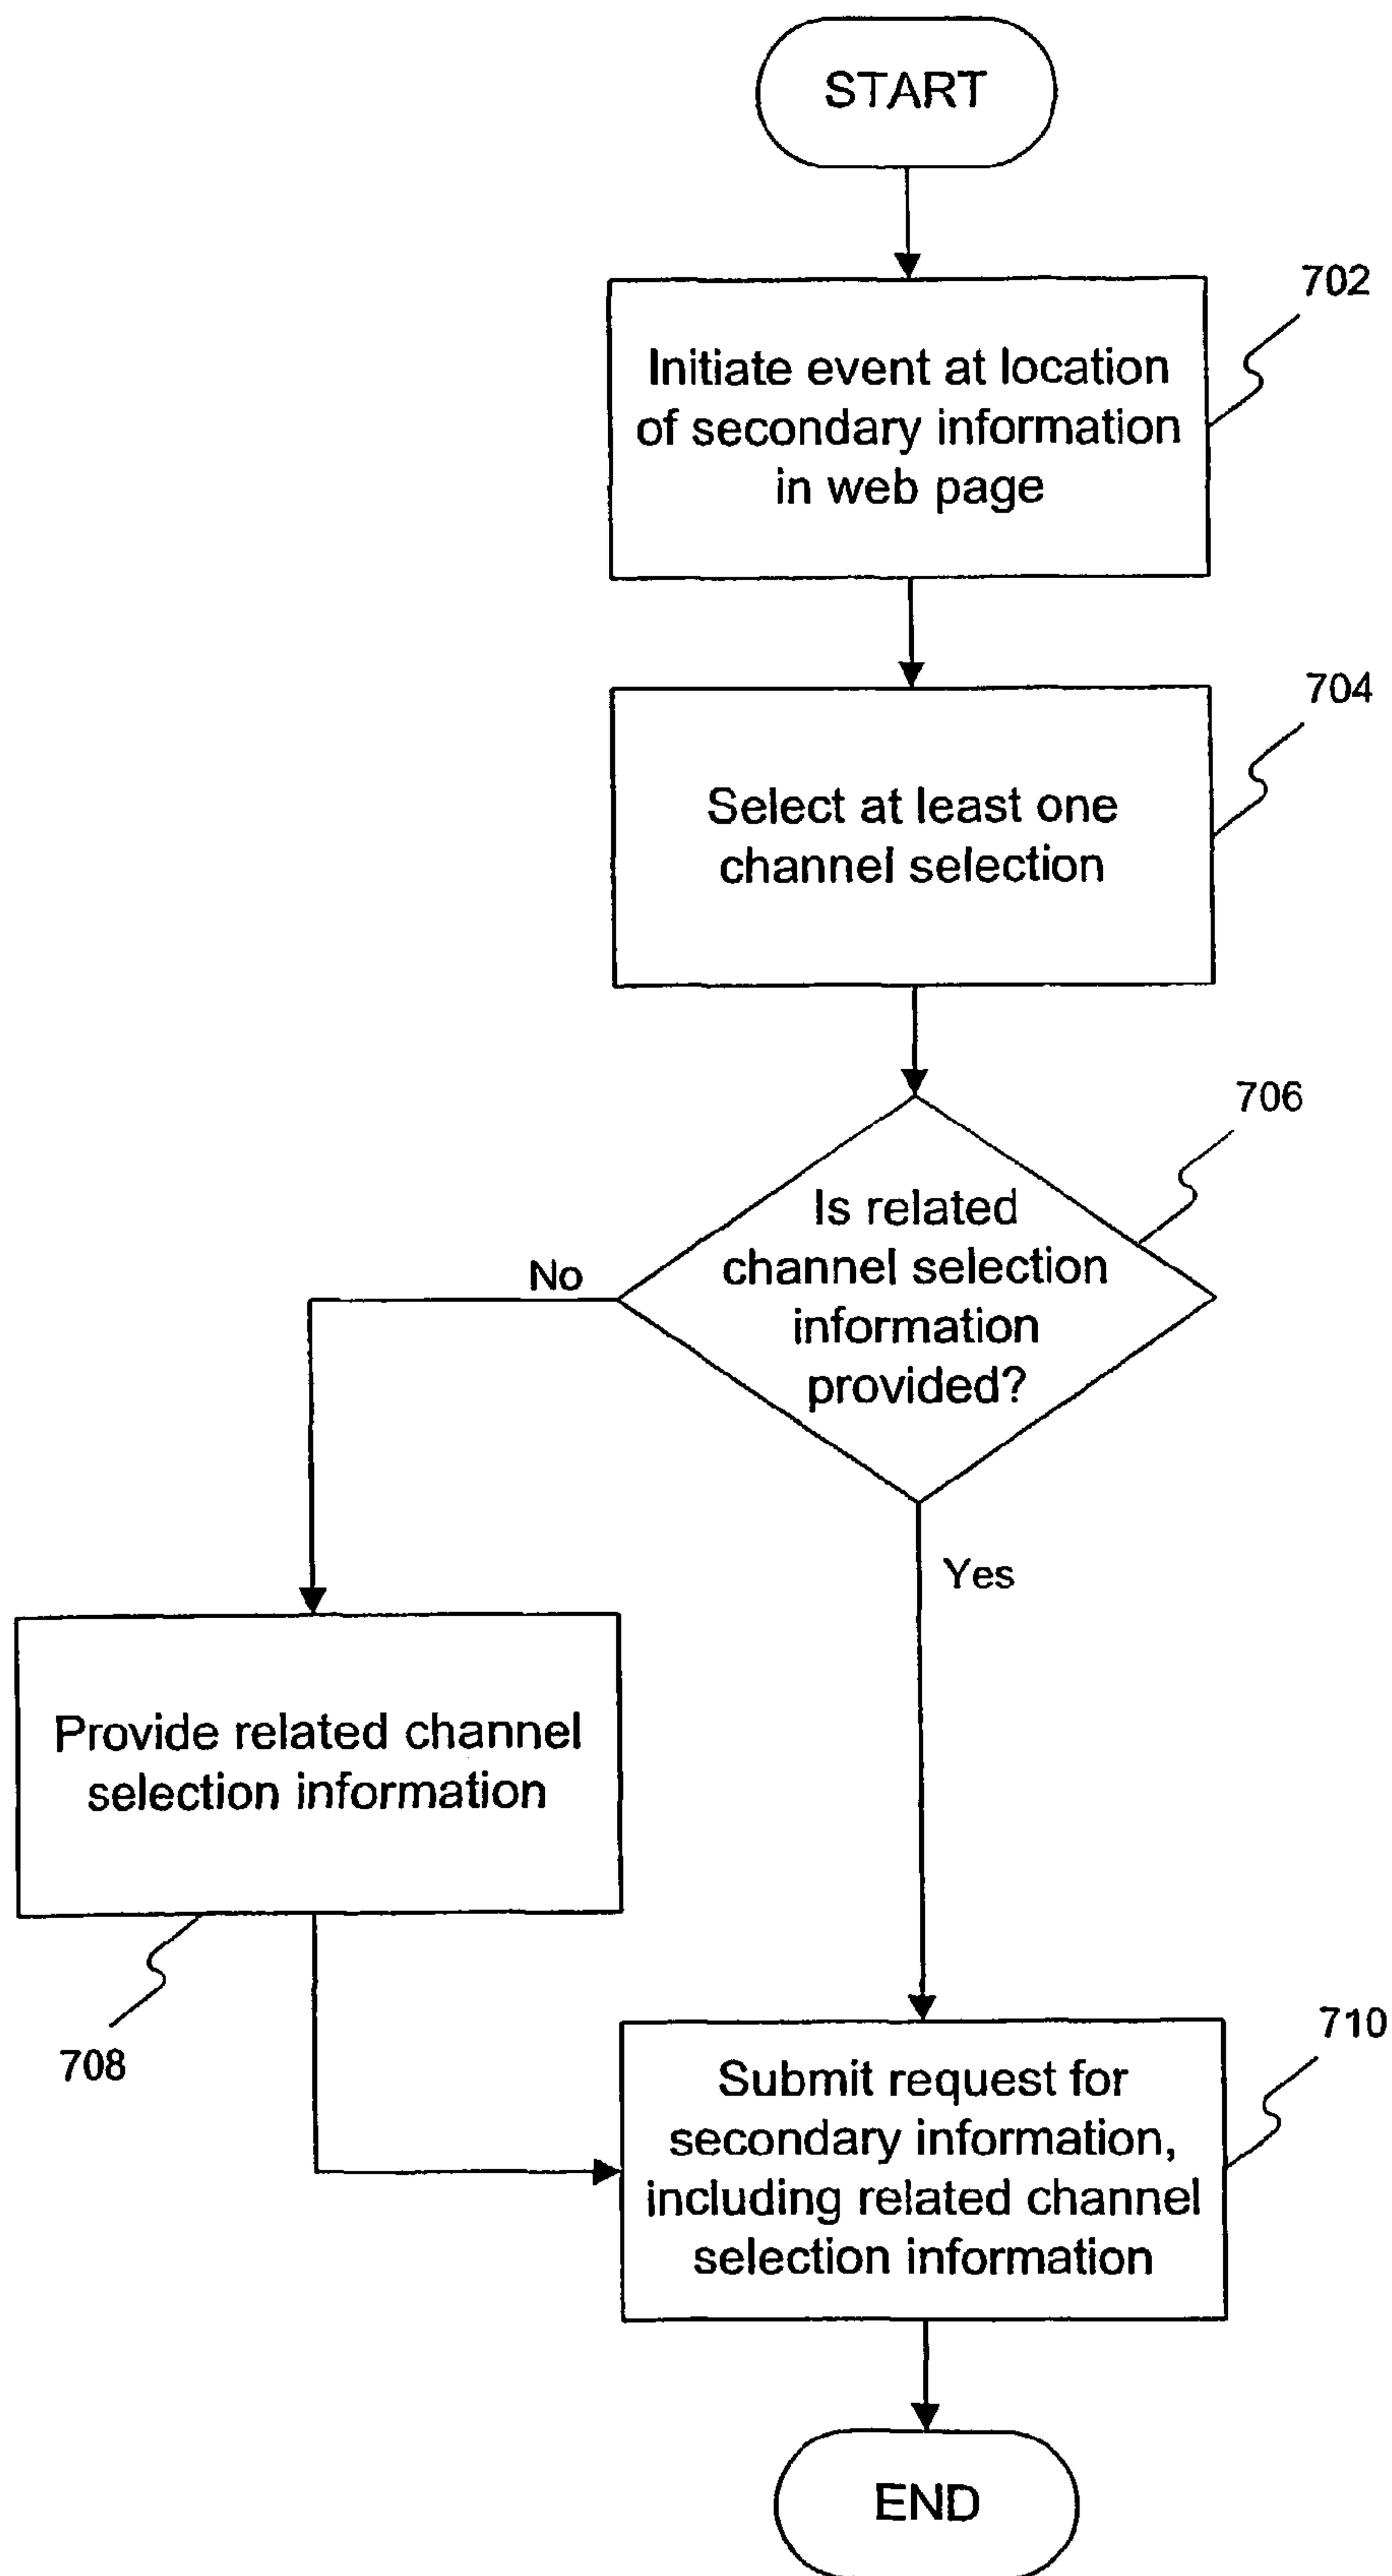 START
702
Initiate event at location
of secondary information
in web page
704
Select at least one
channel selection
706
Is related
channel selection
information
provided?
No
Yes
Provide related channel
selection information
708
710
Submit request for
secondary information,
including related channel
selection information
END